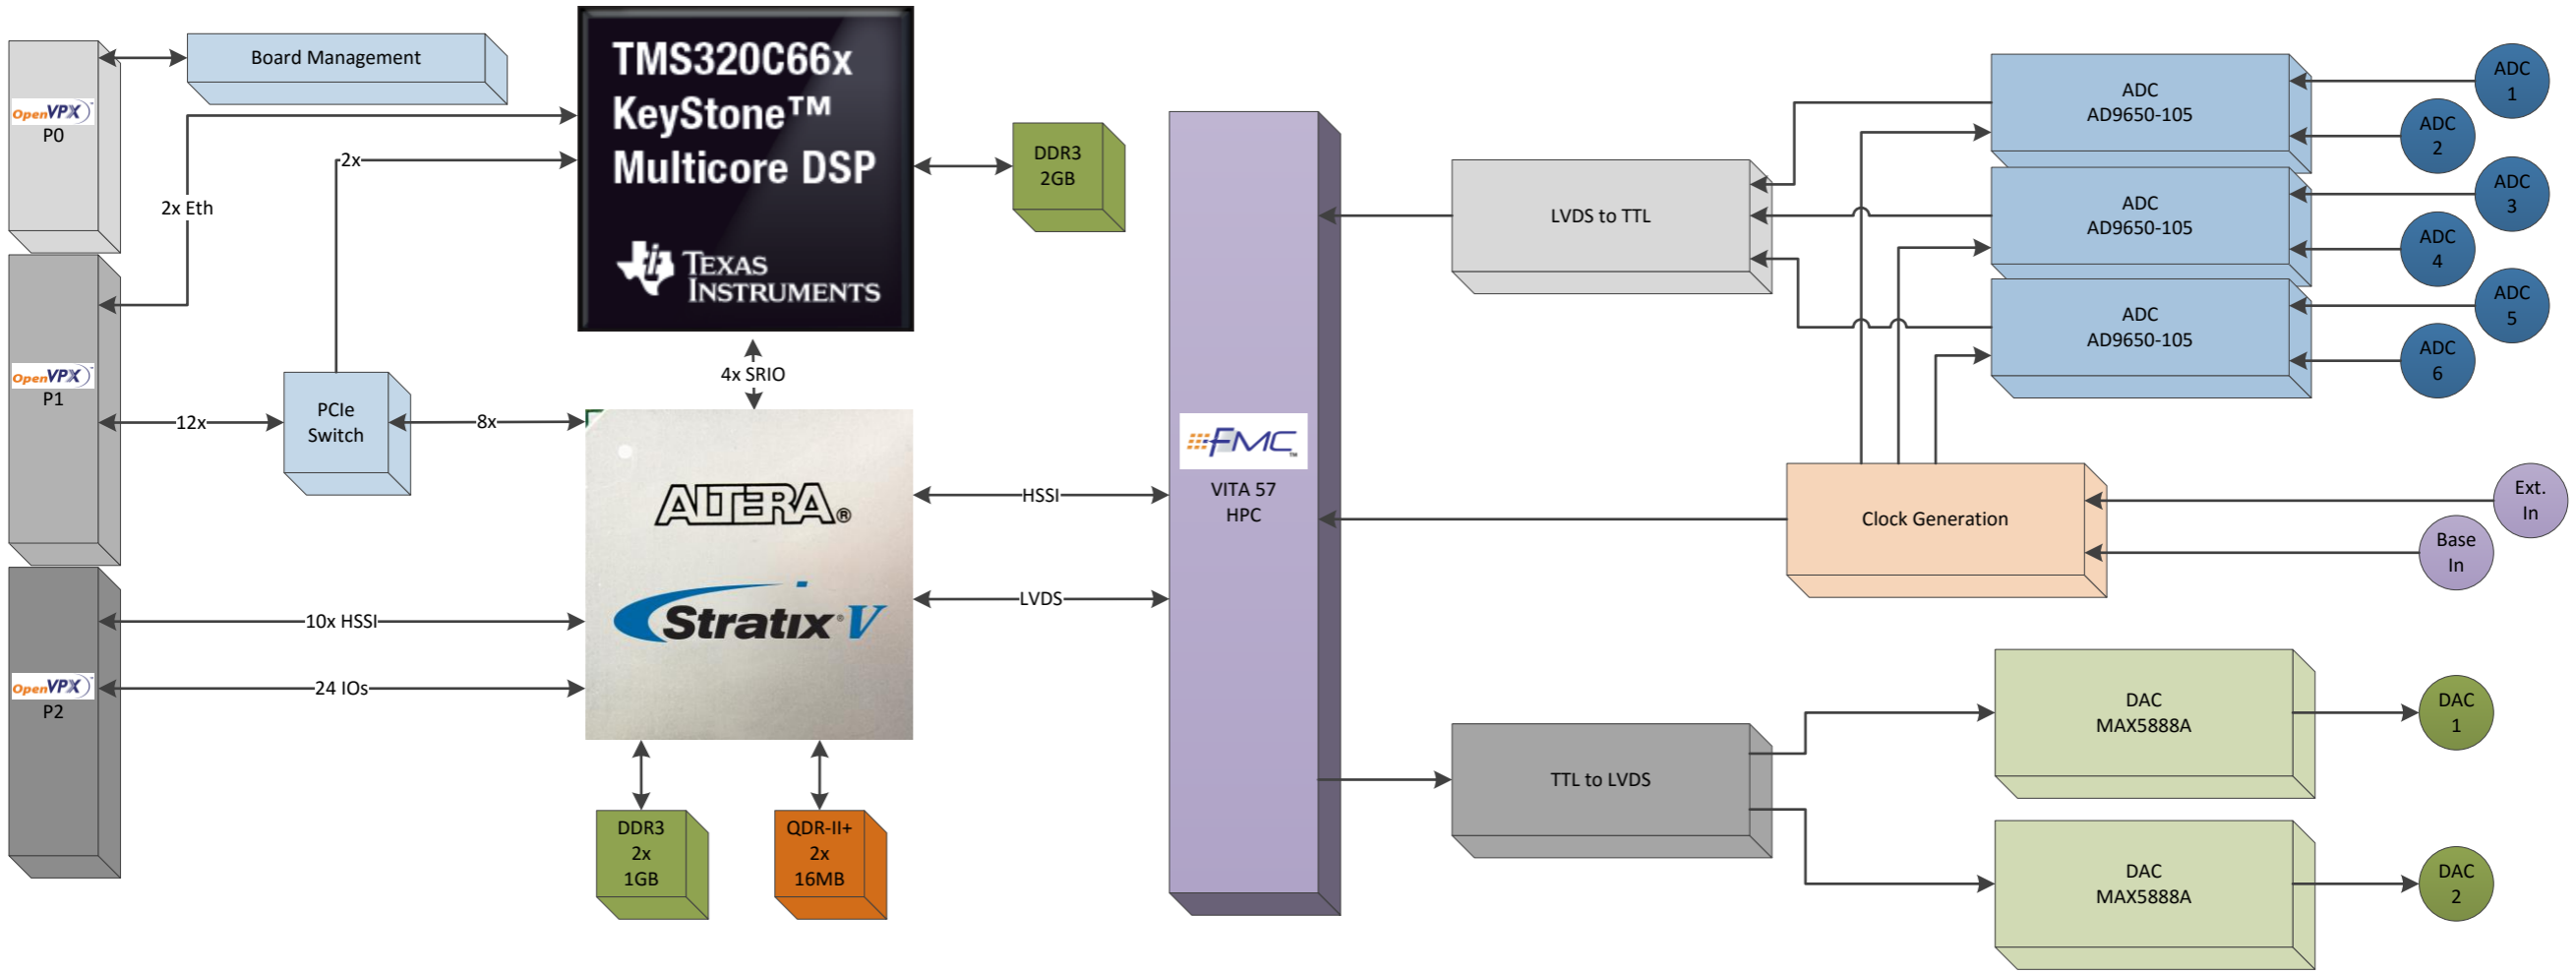 OpenVPX™
P0
Board Management
2x Eth
2x
OpenVPX™
P1
12x
PCIe
Switch
8x
OpenVPX™
P2
10x HSSI
24 IOs
TMS320C66x
KeyStone™
Multicore DSP
TEXAS
INSTRUMENTS
DDR3
2GB
4x SRIO
ALTERA®
Stratix® V
DDR3
2x
1GB
QDR-II+
2x
16MB
HSSI
LVDS
FMC™
VITA 57
HPC
LVDS to TTL
ADC
AD9650-105
ADC
AD9650-105
ADC
AD9650-105
ADC
1
ADC
2
ADC
3
ADC
4
ADC
5
ADC
6
Clock Generation
Ext.
In
Base
In
TTL to LVDS
DAC
MAX5888A
DAC
MAX5888A
DAC
1
DAC
2